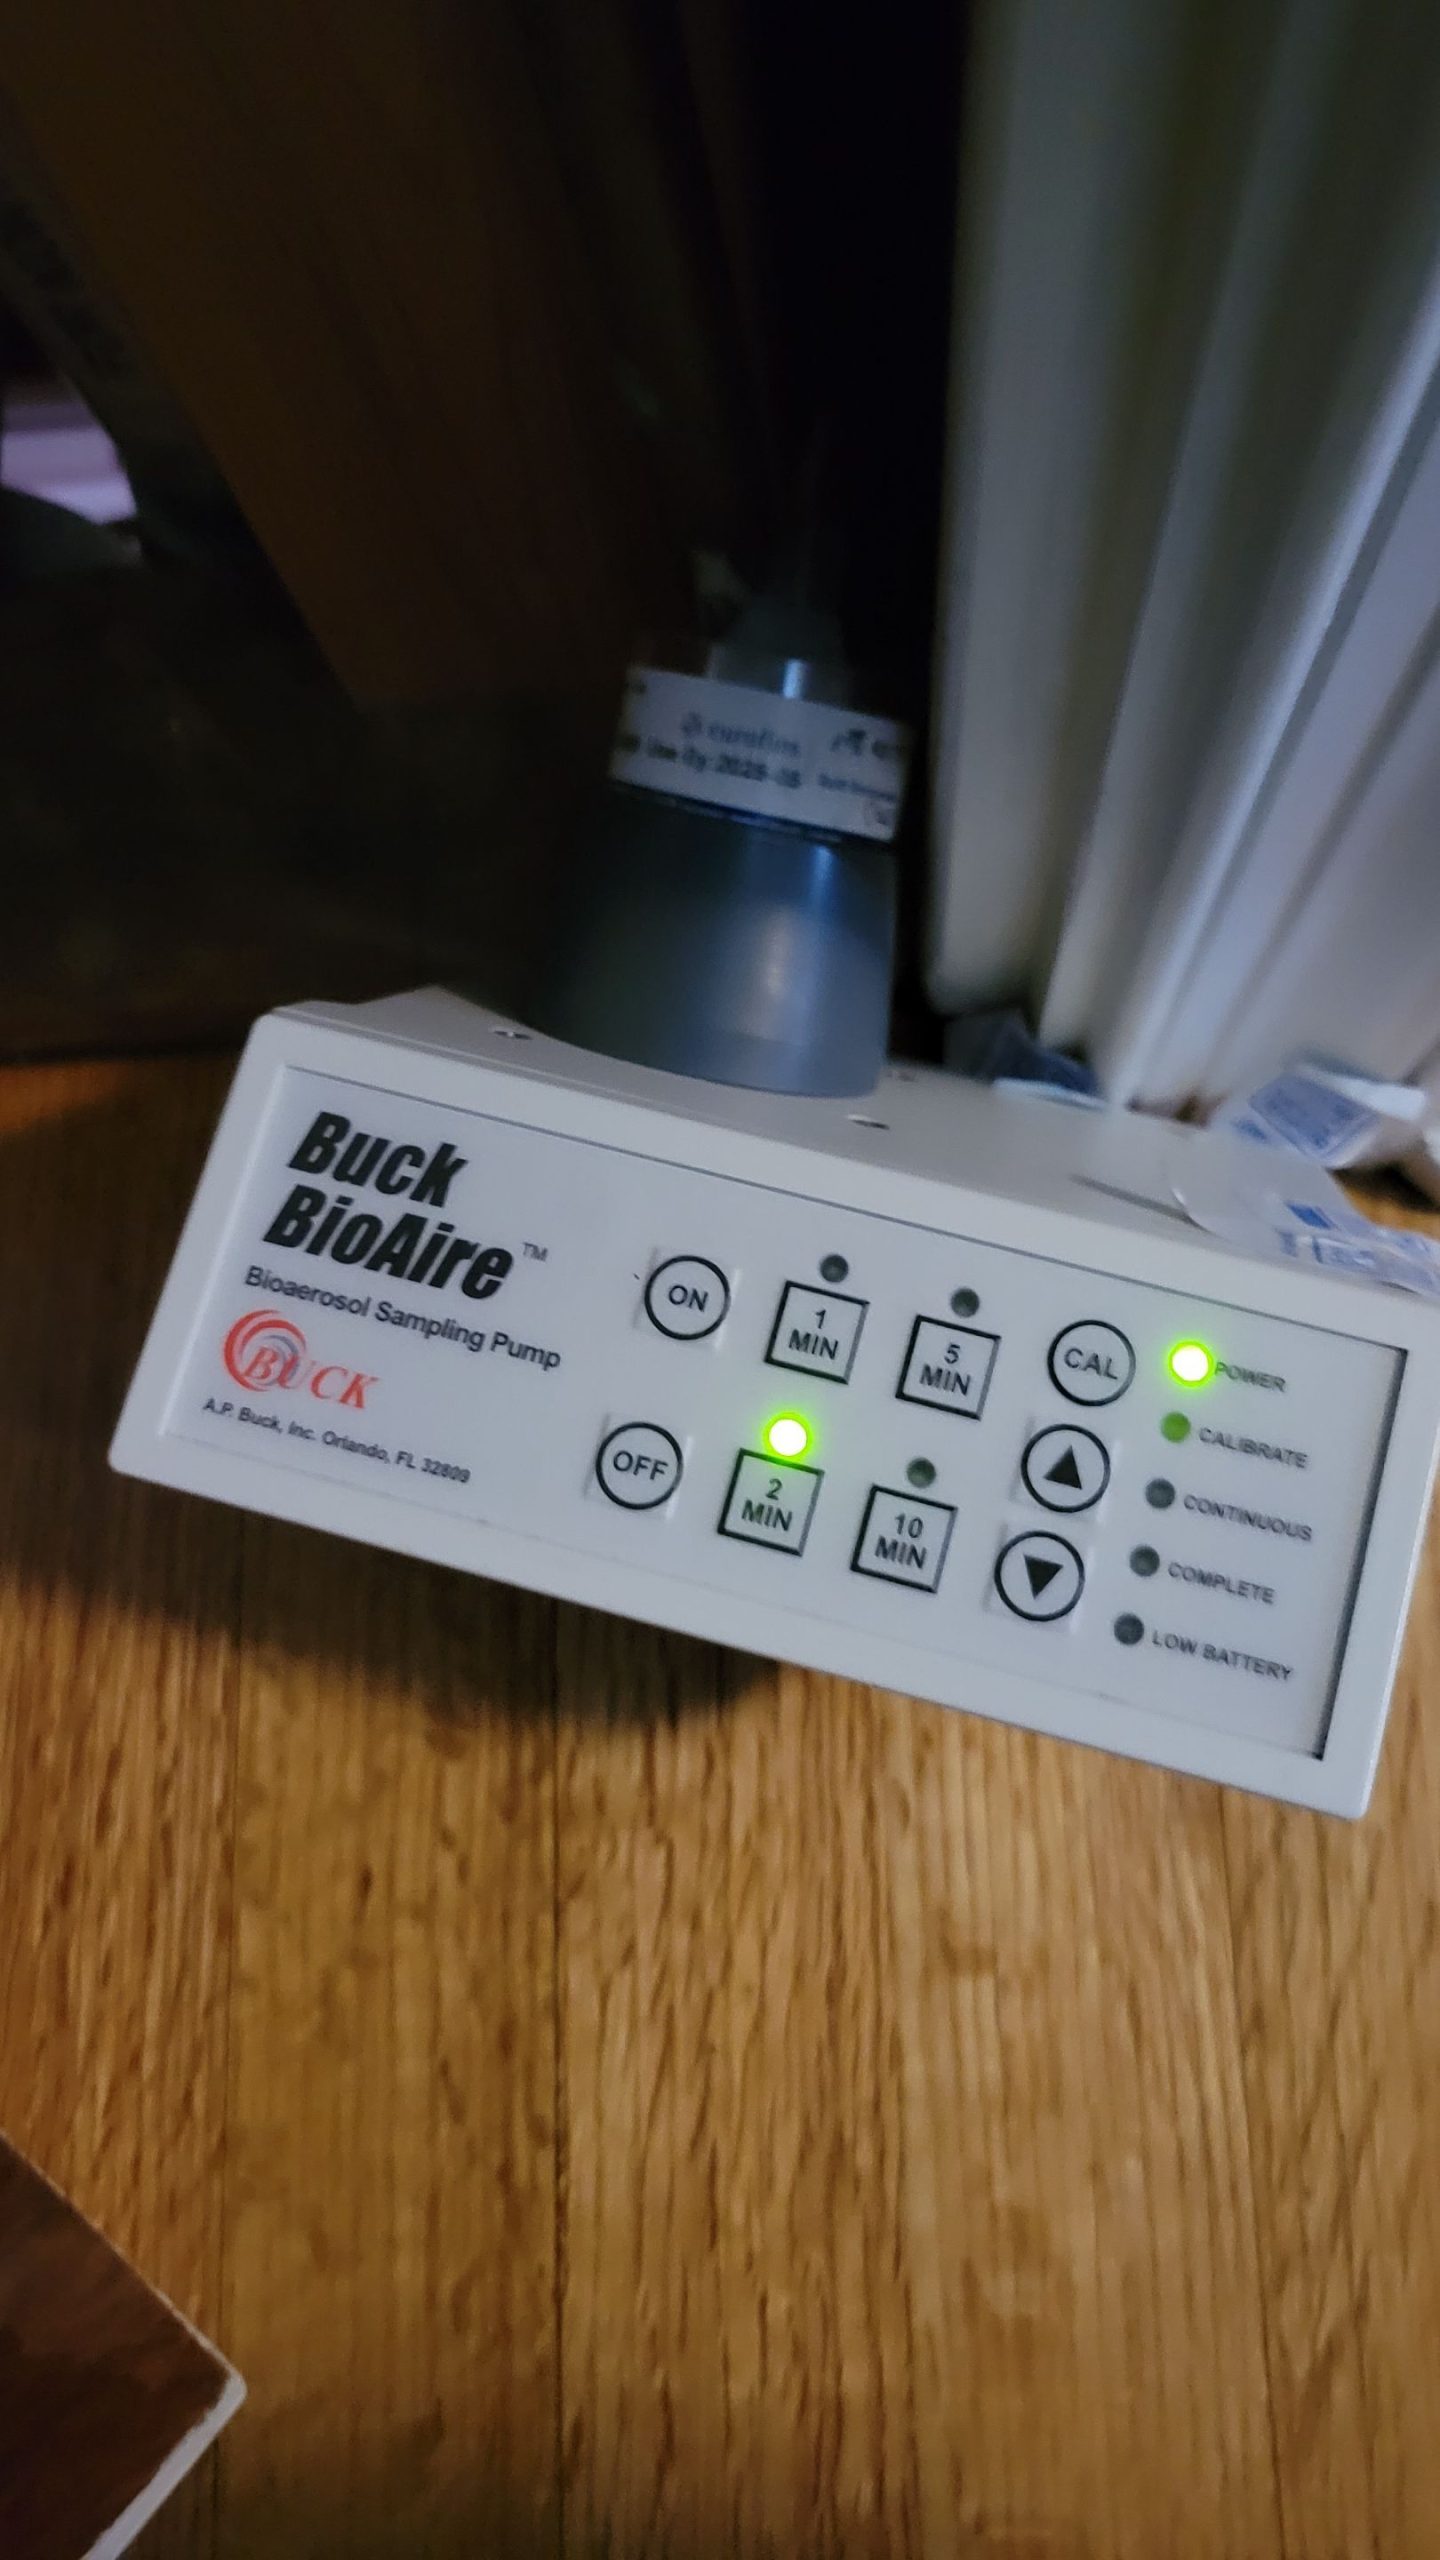 eurofins
Use By: 2026-
Buck
BioAire™
Bioaerosol Sampling Pump
BUCK
A.P. Buck, Inc. Orlando, FL 32809
ON
1
MIN
5
MIN
CAL
OFF
2
MIN
10
MIN
▲
▼
POWER
CALIBRATE
CONTINUOUS
COMPLETE
LOW BATTERY